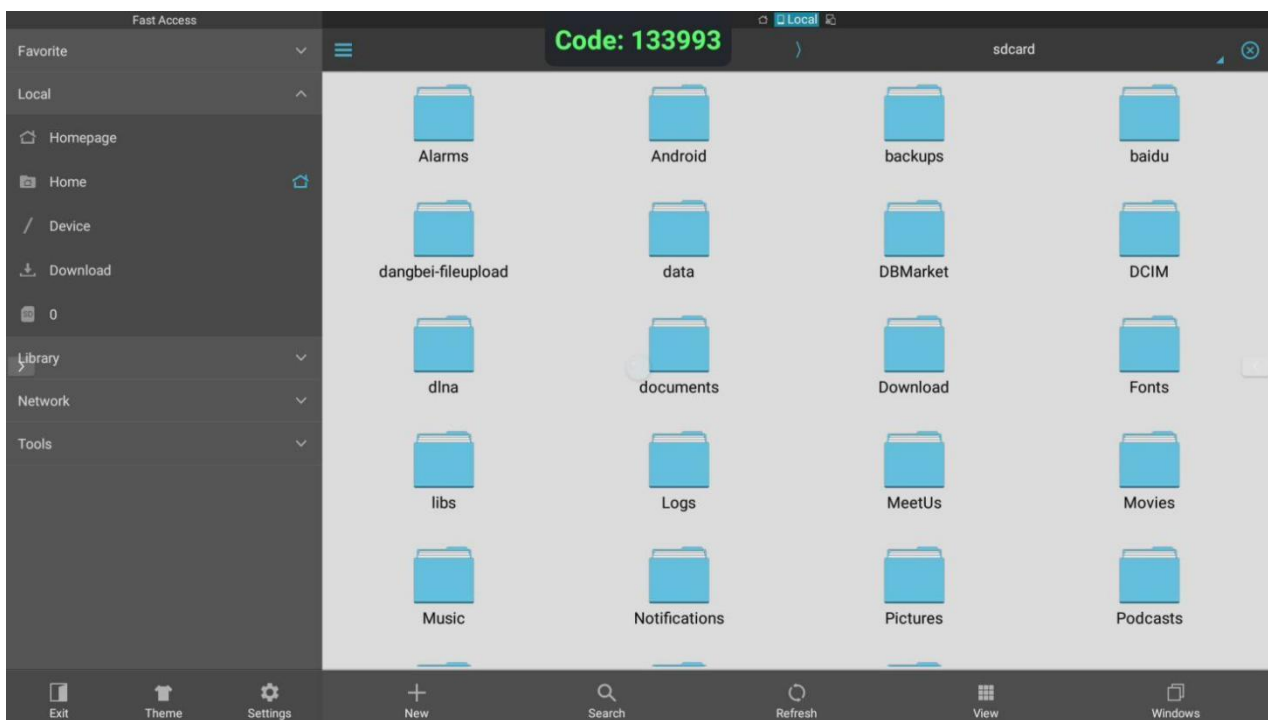 Fast Access
Local
Favorite
Code: 133993
sdcard
Local
Homepage
Home
Device
Download
0
Library
Network
Tools
Alarms
Android
backups
baidu
dangbei-fileupload
data
DBMarket
DCIM
dlna
documents
Download
Fonts
libs
Logs
MeetUs
Movies
Music
Notifications
Pictures
Podcasts
Exit
Theme
Settings
New
Search
Refresh
View
Windows